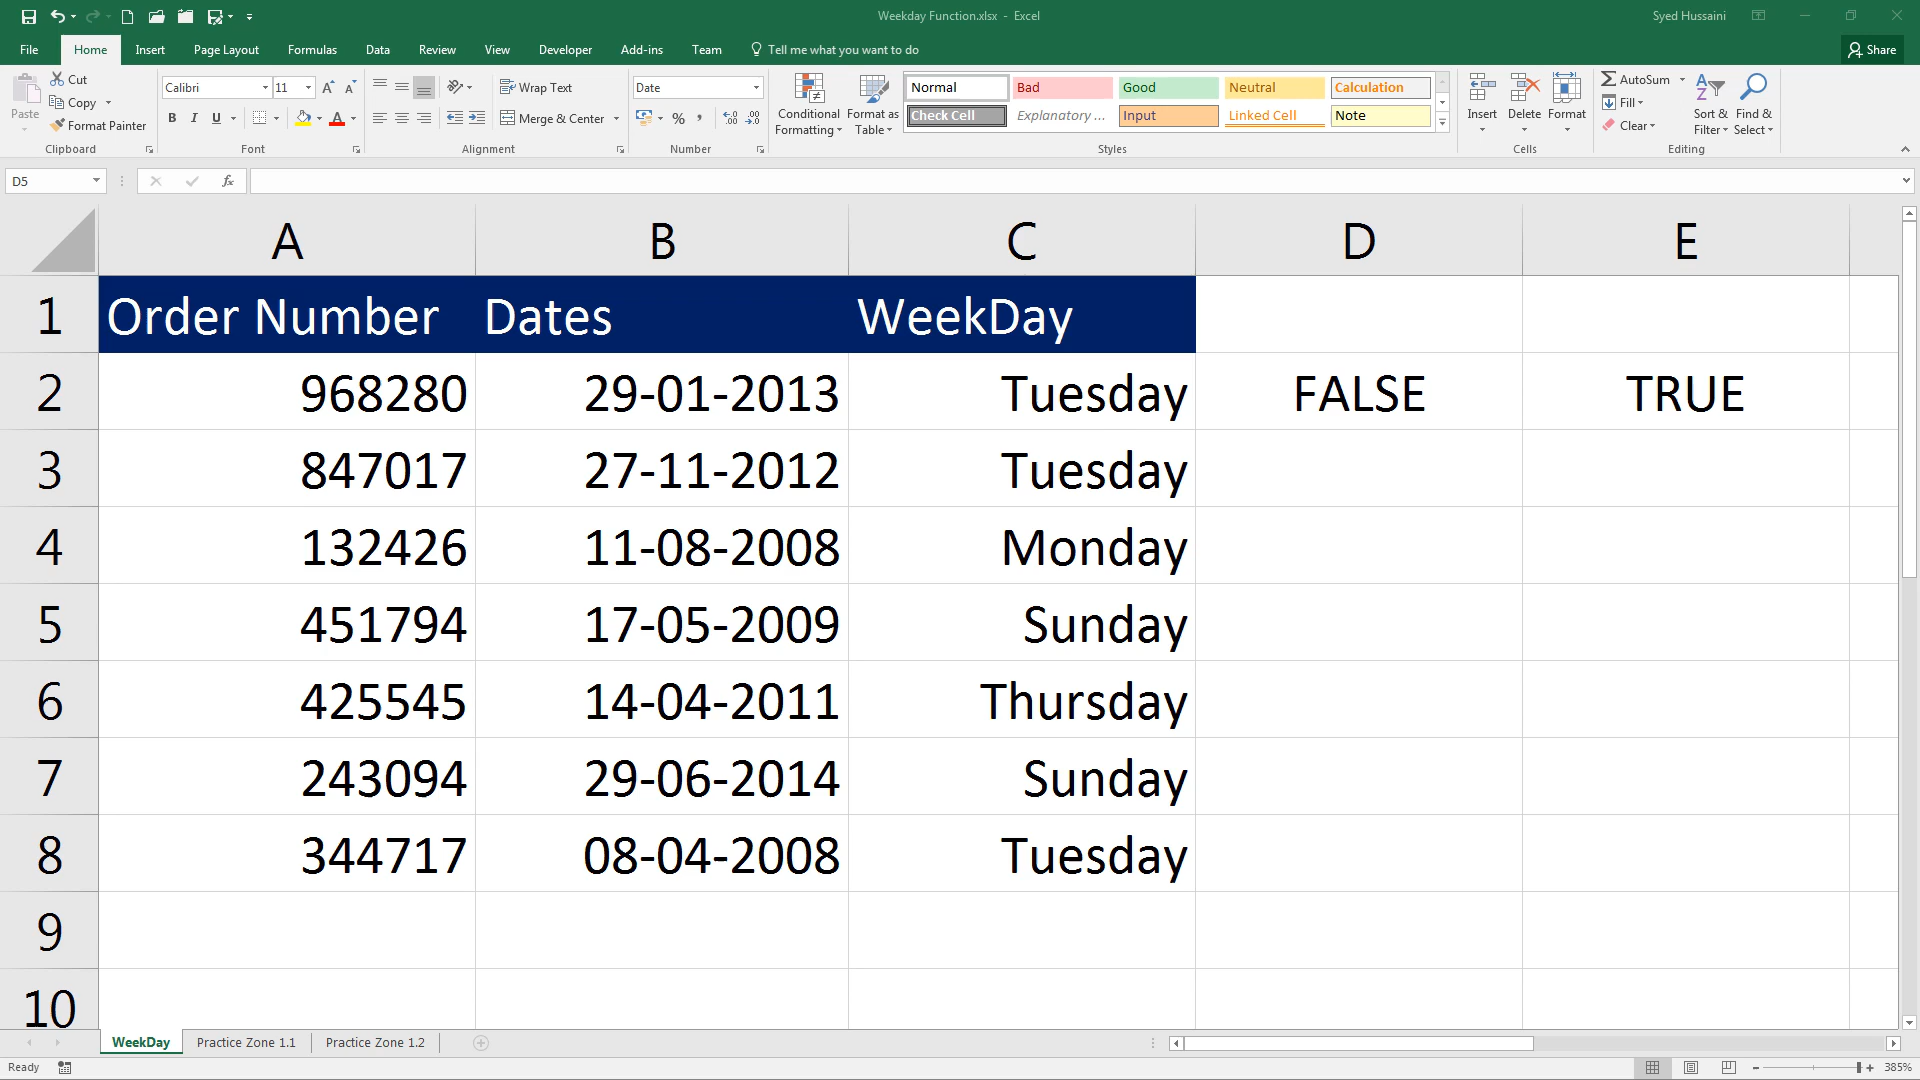 Weekday Function.xlsx - Excel
Syed Hussaini
File Home Insert Page Layout Formulas Data Review View Developer Add-ins Team Tell me what you want to do Share
Paste
Cut
Copy
Format Painter
Clipboard
Calibri 11
B I U
Font
Wrap Text
Merge & Center
Alignment
Date
%
Number
Conditional Formatting
Format as Table
Normal Bad Good Neutral Calculation
Check Cell Explanatory ... Input Linked Cell Note
Styles
Insert Delete Format
Cells
AutoSum
Fill
Clear
Sort & Filter
Find & Select
Editing
D5
fx
A B C D E
1 Order Number Dates WeekDay
2 968280 29-01-2013 Tuesday FALSE TRUE
3 847017 27-11-2012 Tuesday
4 132426 11-08-2008 Monday
5 451794 17-05-2009 Sunday
6 425545 14-04-2011 Thursday
7 243094 29-06-2014 Sunday
8 344717 08-04-2008 Tuesday
9
10
WeekDay Practice Zone 1.1 Practice Zone 1.2
Ready
385%